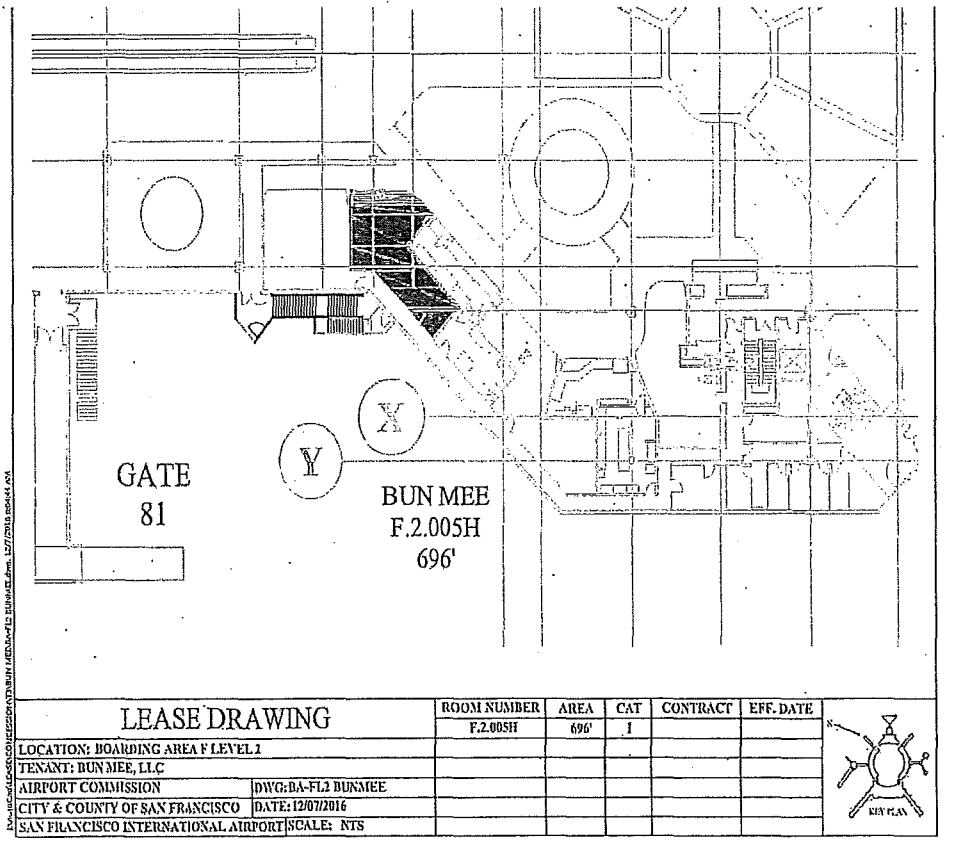 X
Y
GATE
81
BUN MEE
F.2.005H
696'
LEASE DRAWING
ROOM NUMBER AREA CAT CONTRACT EFF. DATE
F.2.005H 696' 1
LOCATION: BOARDING AREA F LEVEL 2
TENANT: BUN MEE, LLC
AIRPORT COMMISSION DWG: BA-FL2 BUNMEE
CITY & COUNTY OF SAN FRANCISCO DATE: 12/07/2016
SAN FRANCISCO INTERNATIONAL AIRPORT SCALE: NTS
N
KEY PLAN